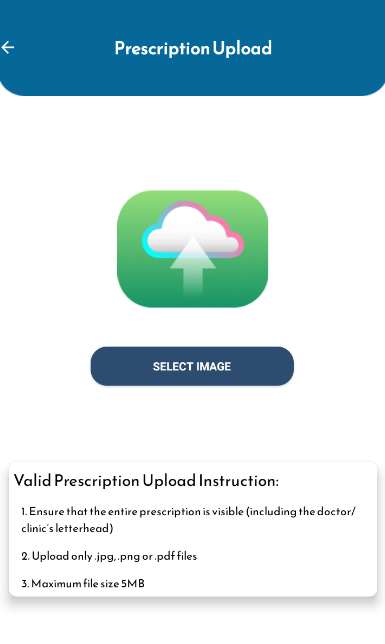 Prescription Upload
SELECT IMAGE
Valid Prescription Upload Instruction:
1. Ensure that the entire prescription is visible (including the doctor/
clinic's letterhead)
2. Upload only .jpg, .png or .pdf files
3. Maximum file size 5MB